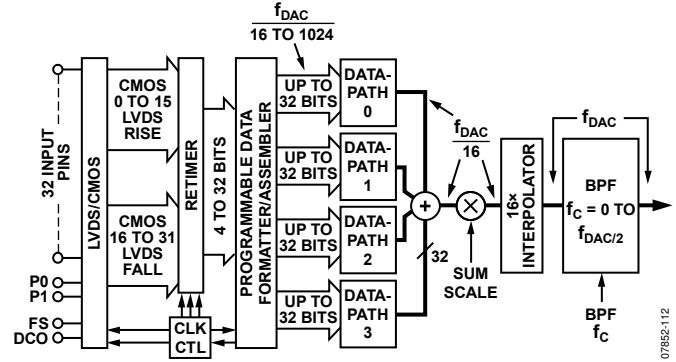 32 INPUT
PINS
P0
P1
FS
DCO
LVDS/CMOS
CMOS
0 TO 15
LVDS
RISE
CMOS
16 TO 31
LVDS
FALL
RETIMER
CLK
CTL
4 TO 32 BITS
PROGRAMMABLE DATA
FORMATTER/ASSEMBLER
fDAC
16 TO 1024
UP TO
32 BITS
UP TO
32 BITS
UP TO
32 BITS
UP TO
32 BITS
DATA-
PATH
0
DATA-
PATH
1
DATA-
PATH
2
DATA-
PATH
3
+
32
fDAC
16
×
SUM
SCALE
16×
INTERPOLATOR
fDAC
BPF
fC = 0 TO
fDAC/2
BPF
fC
07852-112